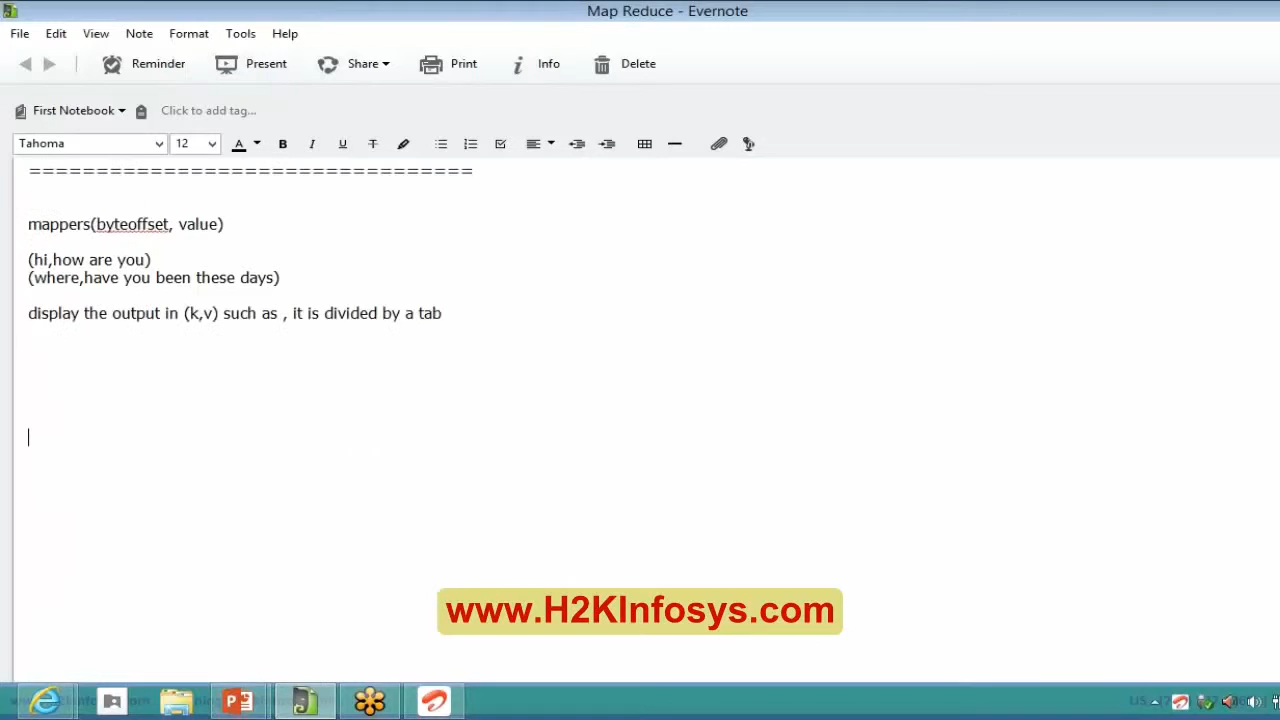 Map Reduce - Evernote
File Edit View Note Format Tools Help
Reminder Present Share Print Info Delete
First Notebook Click to add tag...
Tahoma 12 A B I U T
=================================
mappers(byteoffset, value)
(hi,how are you)
(where,have you been these days)
display the output in (k,v) such as , it is divided by a tab
www.H2KInfosys.com